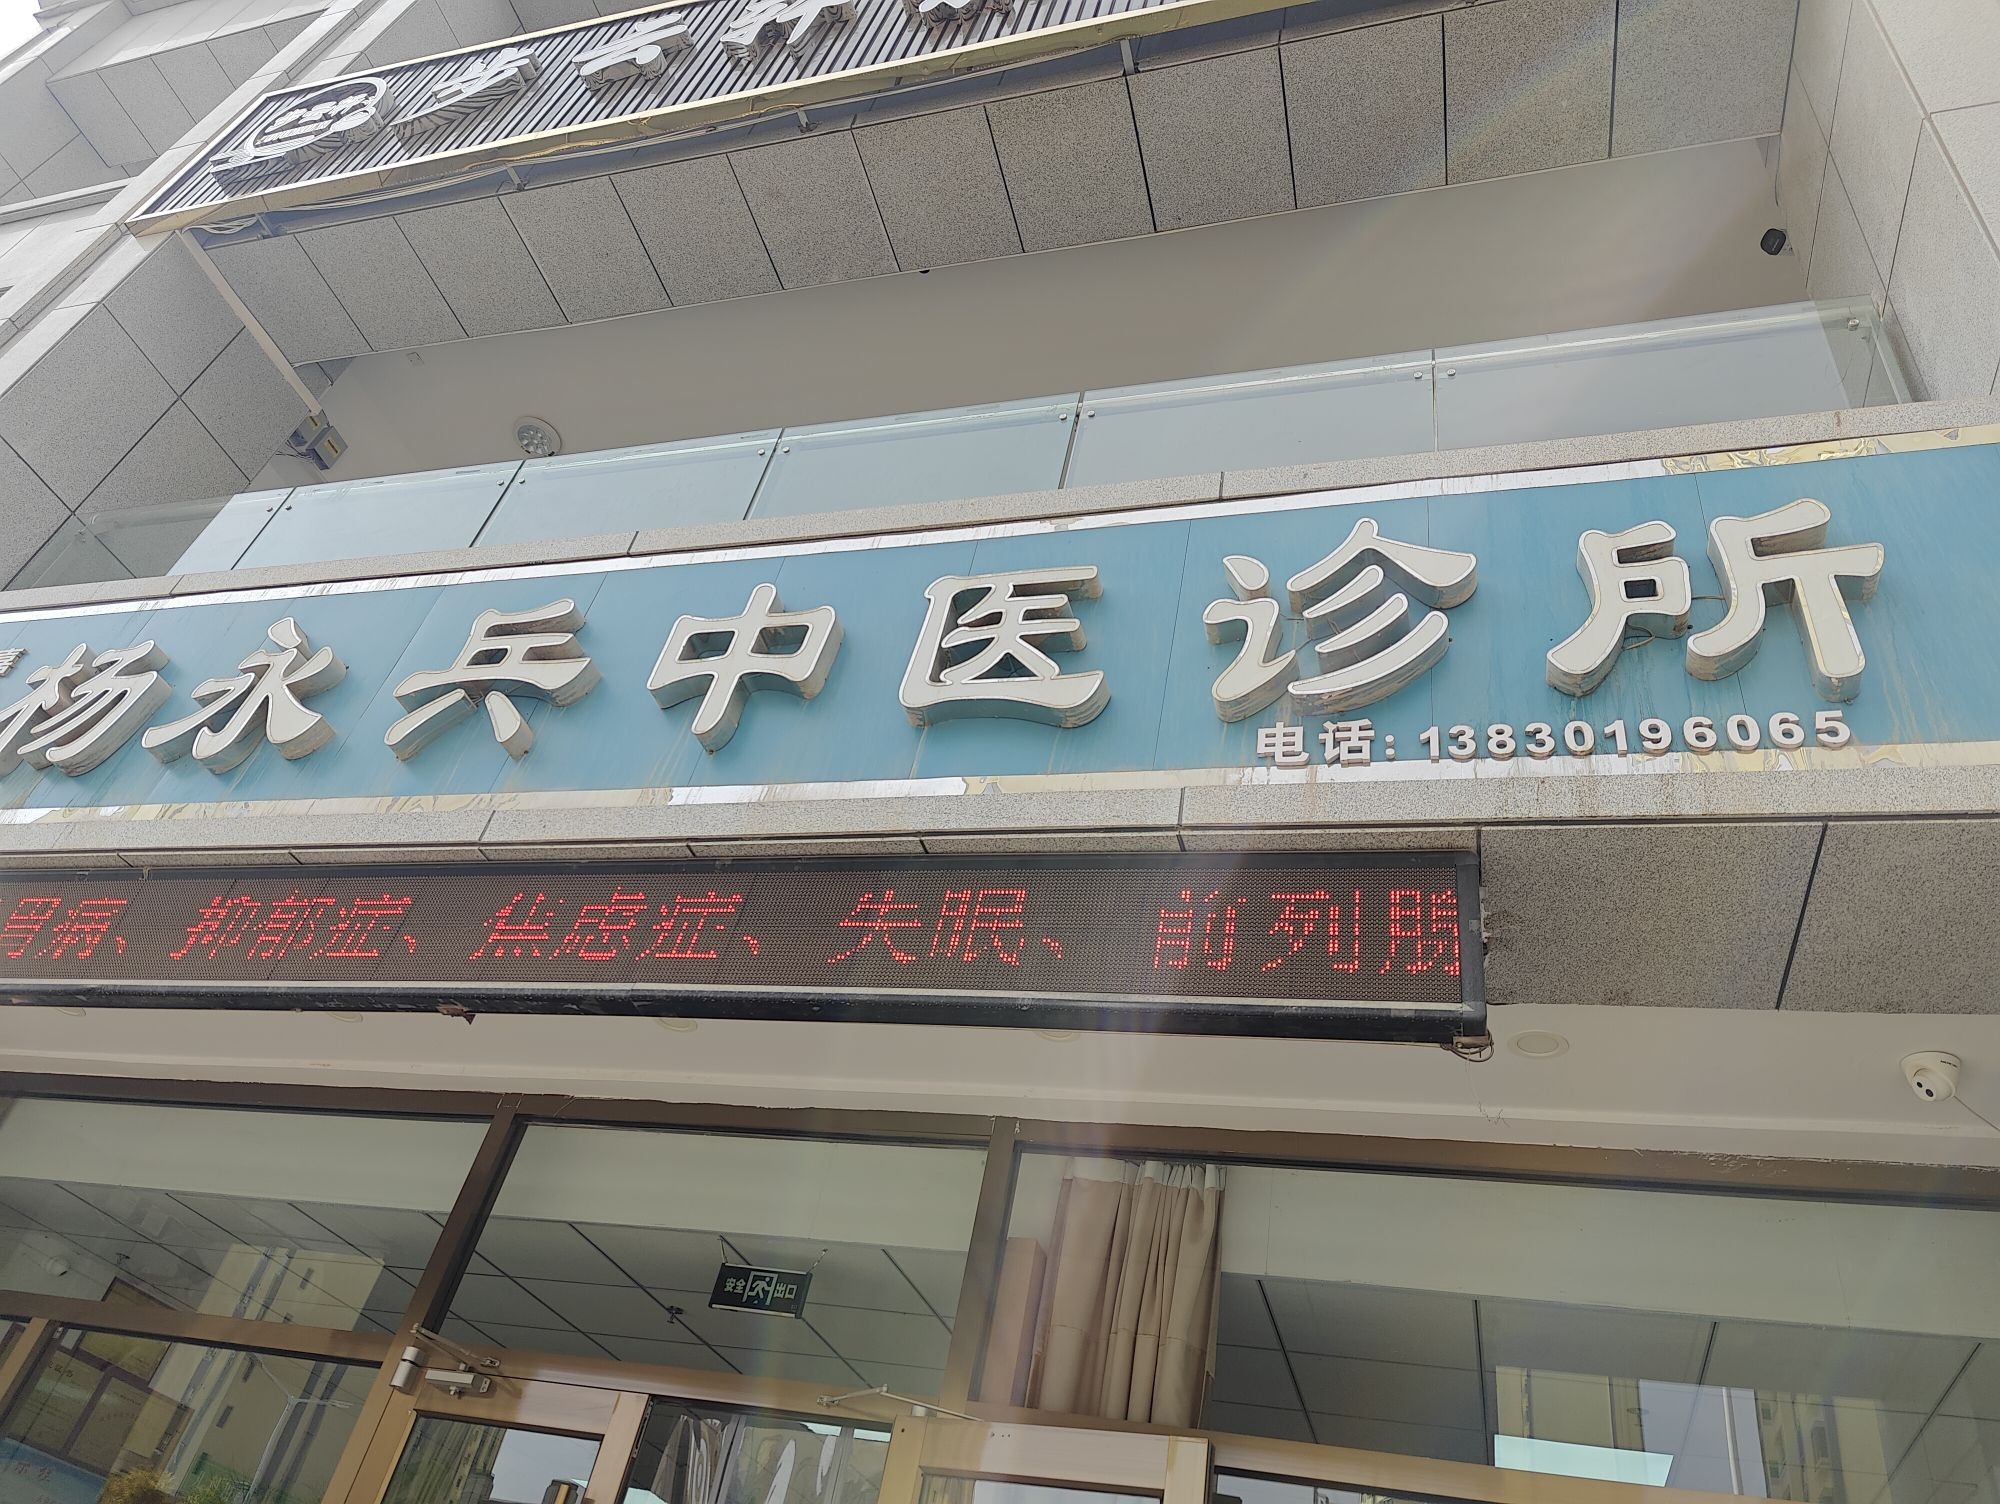 杨永兵中医诊所
电话:13830196065
胃病、抑郁症、焦虑症、失眠、前列腺
安全出口